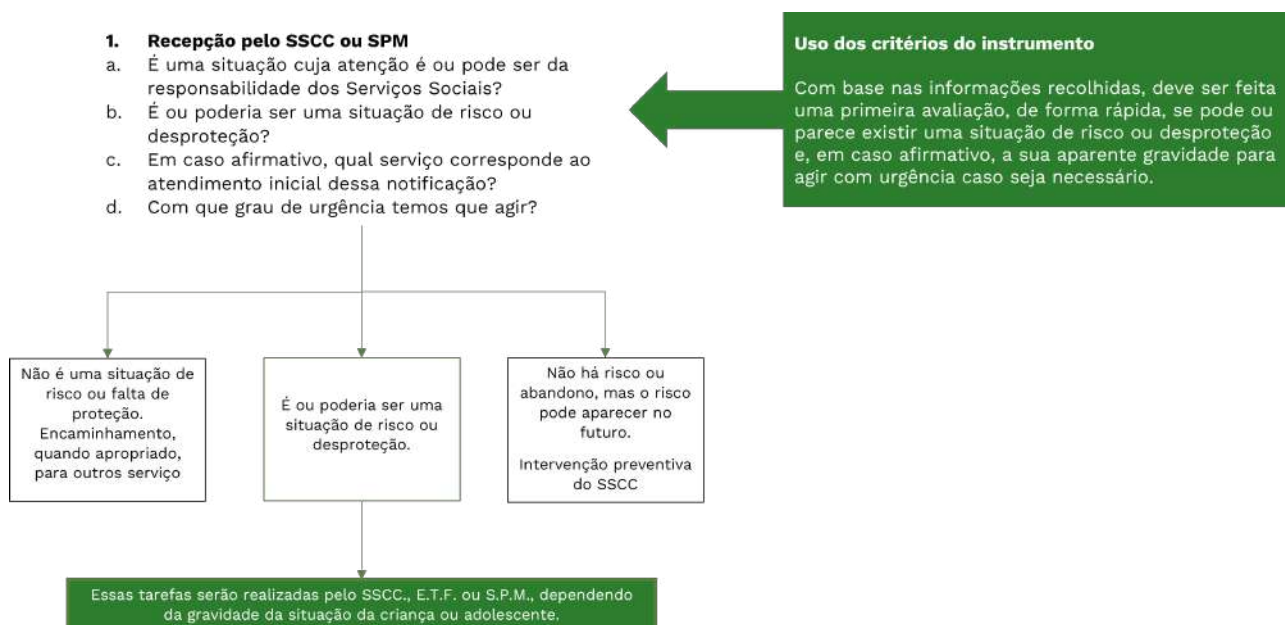 1. Recepção pelo SSCC ou SPM
a. É uma situação cuja atenção é ou pode ser da
responsabilidade dos Serviços Sociais?
b. É ou poderia ser uma situação de risco ou
desproteção?
c. Em caso afirmativo, qual serviço corresponde ao
atendimento inicial dessa notificação?
d. Com que grau de urgência temos que agir?
Uso dos critérios do instrumento
Com base nas informações recolhidas, deve ser feita
uma primeira avaliação, de forma rápida, se pode ou
parece existir uma situação de risco ou desproteção
e, em caso afirmativo, a sua aparente gravidade para
agir com urgência caso seja necessário.
Não é uma situação de
risco ou falta de
proteção.
Encaminhamento,
quando apropriado,
para outros serviço
É ou poderia ser uma
situação de risco ou
desproteção.
Não há risco ou
abandono, mas o risco
pode aparecer no
futuro.
Intervenção preventiva
do SSCC
Essas tarefas serão realizadas pelo SSCC., E.T.F. ou S.P.M., dependendo
da gravidade da situação da criança ou adolescente.